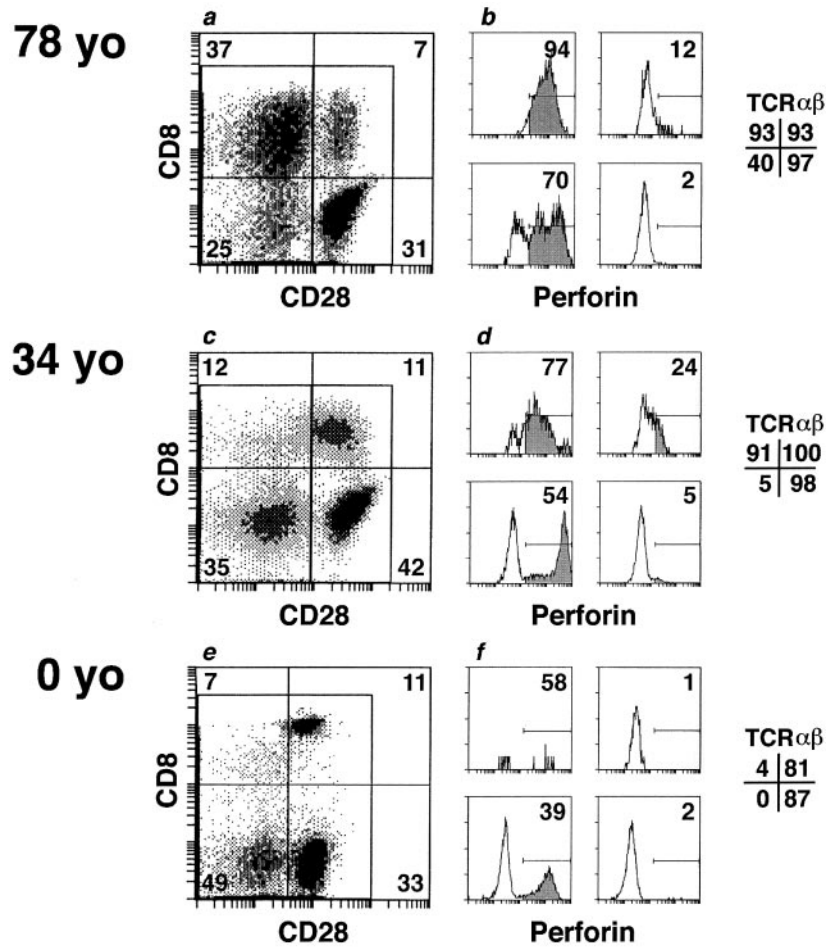 78 yo
a
37 7
CD8
25 31
CD28
b
94 12
70 2
Perforin
TCRαβ
93 93
40 97
34 yo
c
12 11
CD8
35 42
CD28
d
77 24
54 5
Perforin
TCRαβ
91 100
5 98
0 yo
e
7 11
CD8
49 33
CD28
f
58 1
39 2
Perforin
TCRαβ
4 81
0 87